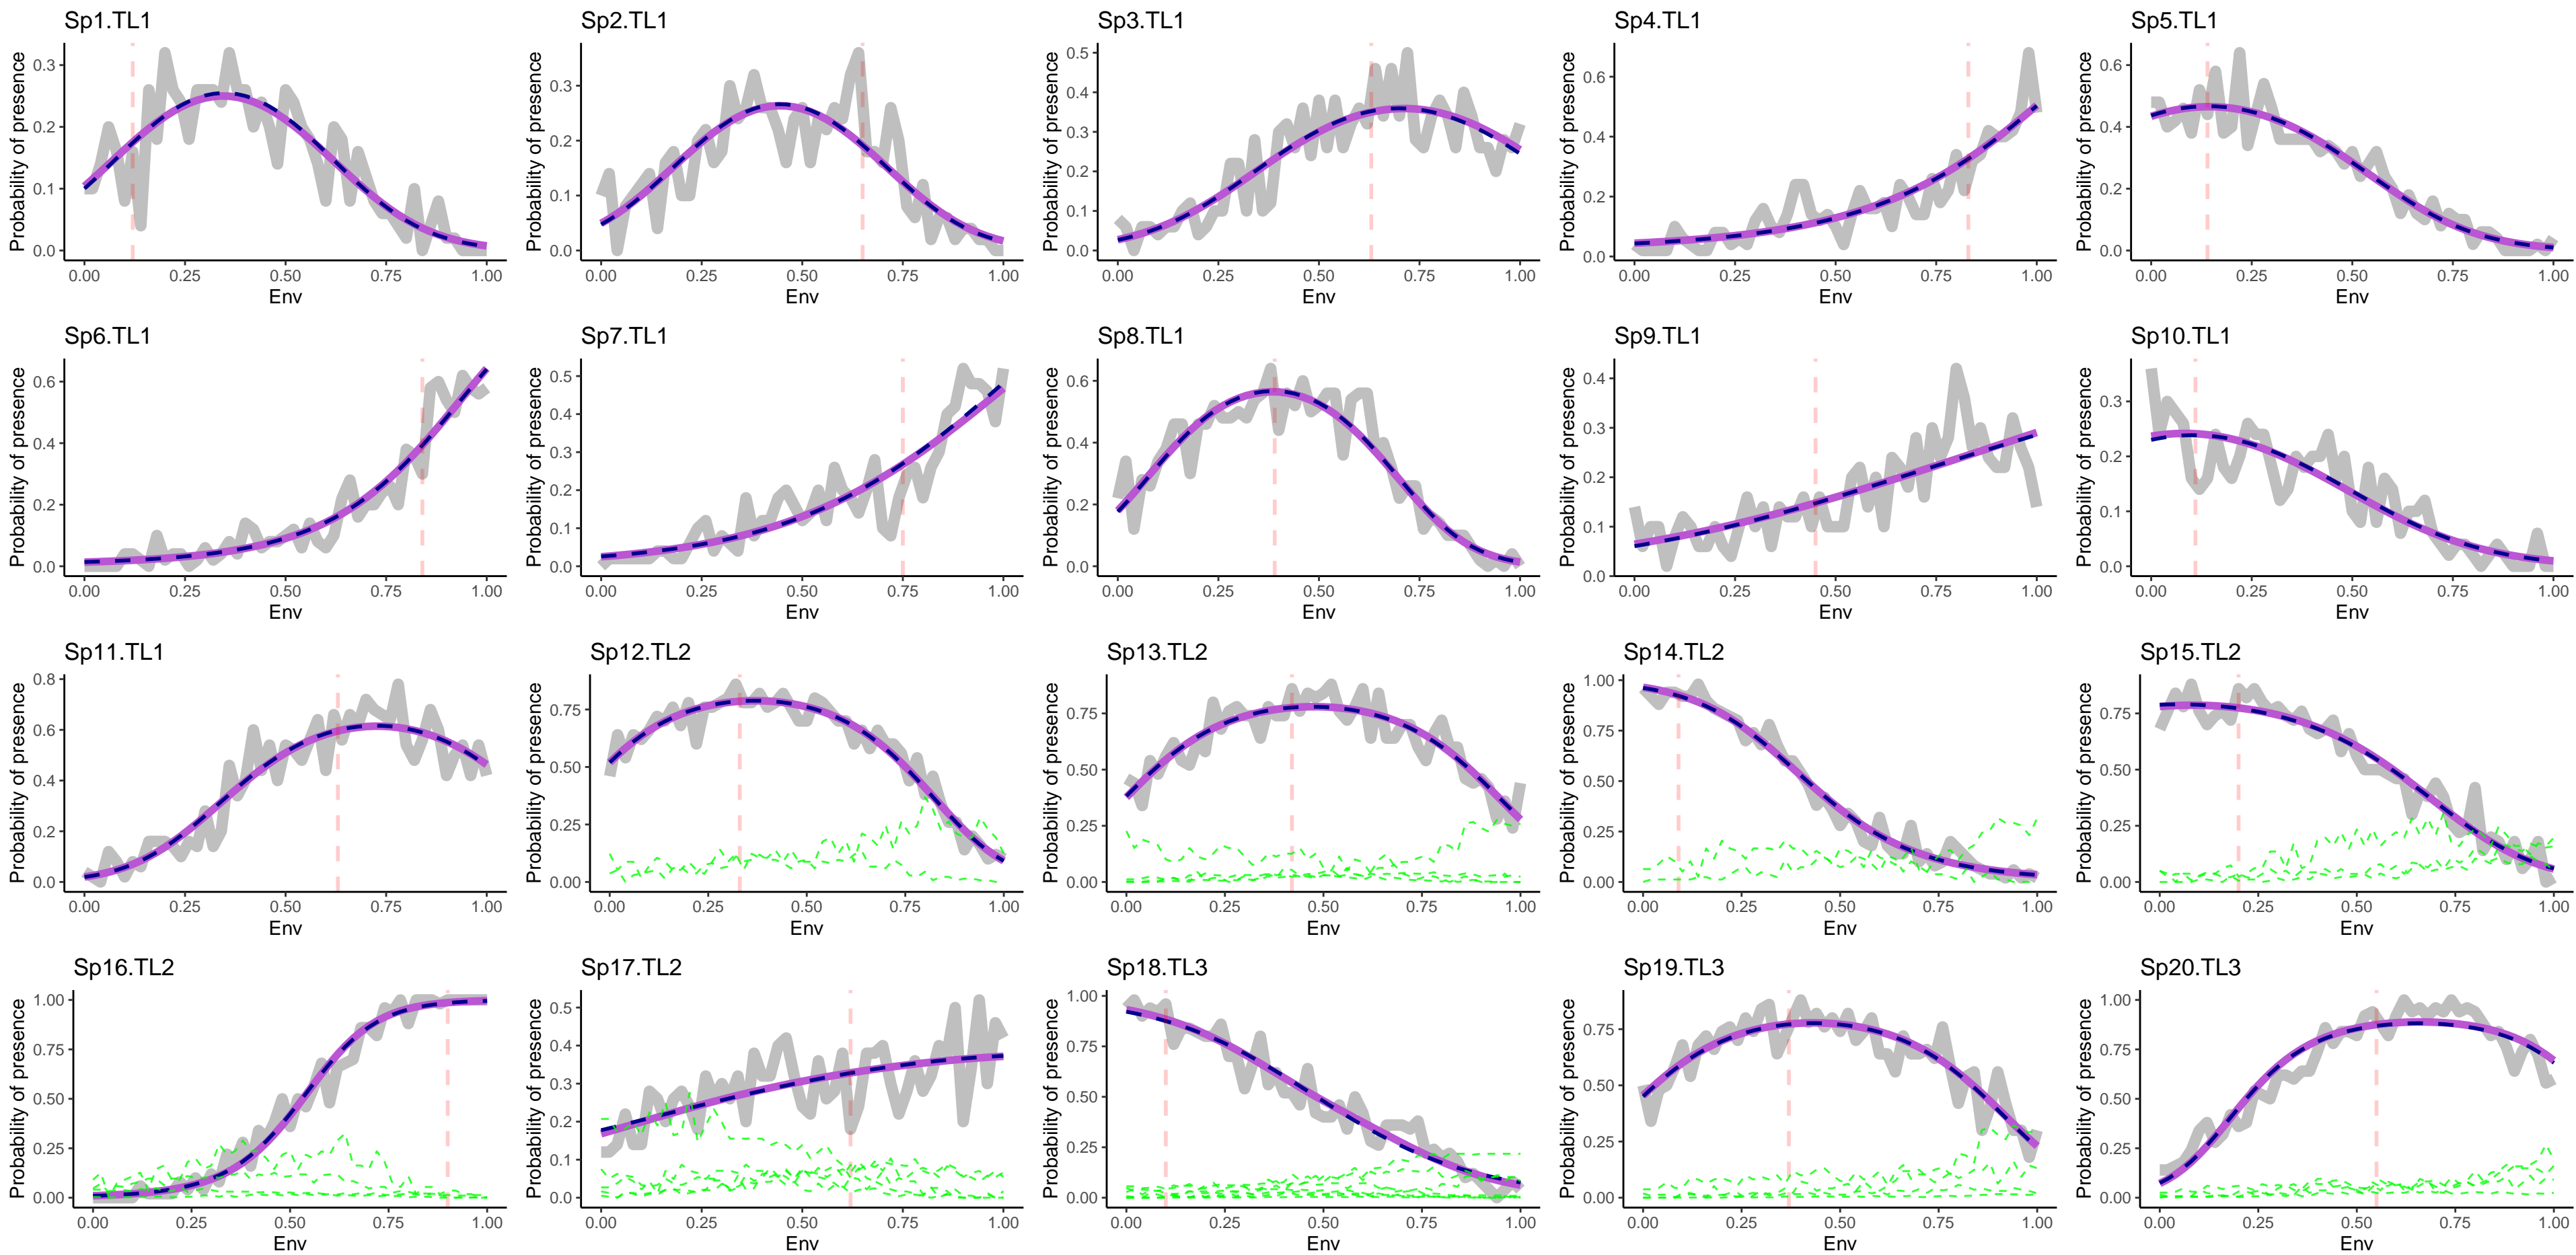 Sp1.TL1 Sp2.TL1 Sp3.TL1 Sp4.TL1 Sp5.TL1
Probability of presence Probability of presence Probability of presence Probability of presence Probability of presence
0.3 0.2 0.1 0.0
0.3 0.2 0.1 0.0
0.5 0.4 0.3 0.2 0.1 0.0
0.6 0.4 0.2 0.0
0.6 0.4 0.2 0.0
0.00 0.25 0.50 0.75 1.00 0.00 0.25 0.50 0.75 1.00 0.00 0.25 0.50 0.75 1.00 0.00 0.25 0.50 0.75 1.00 0.00 0.25 0.50 0.75 1.00
Env Env Env Env Env
Sp6.TL1 Sp7.TL1 Sp8.TL1 Sp9.TL1 Sp10.TL1
Probability of presence Probability of presence Probability of presence Probability of presence Probability of presence
0.6 0.4 0.2 0.0
0.5 0.4 0.3 0.2 0.1 0.0
0.6 0.4 0.2 0.0
0.4 0.3 0.2 0.1 0.0
0.3 0.2 0.1 0.0
0.00 0.25 0.50 0.75 1.00 0.00 0.25 0.50 0.75 1.00 0.00 0.25 0.50 0.75 1.00 0.00 0.25 0.50 0.75 1.00 0.00 0.25 0.50 0.75 1.00
Env Env Env Env Env
Sp11.TL1 Sp12.TL2 Sp13.TL2 Sp14.TL2 Sp15.TL2
Probability of presence Probability of presence Probability of presence Probability of presence Probability of presence
0.8 0.6 0.4 0.2 0.0
0.75 0.50 0.25 0.00
0.75 0.50 0.25 0.00
1.00 0.75 0.50 0.25 0.00
0.75 0.50 0.25 0.00
0.00 0.25 0.50 0.75 1.00 0.00 0.25 0.50 0.75 1.00 0.00 0.25 0.50 0.75 1.00 0.00 0.25 0.50 0.75 1.00 0.00 0.25 0.50 0.75 1.00
Env Env Env Env Env
Sp16.TL2 Sp17.TL2 Sp18.TL3 Sp19.TL3 Sp20.TL3
Probability of presence Probability of presence Probability of presence Probability of presence Probability of presence
1.00 0.75 0.50 0.25 0.00
0.5 0.4 0.3 0.2 0.1 0.0
1.00 0.75 0.50 0.25 0.00
0.75 0.50 0.25 0.00
1.00 0.75 0.50 0.25 0.00
0.00 0.25 0.50 0.75 1.00 0.00 0.25 0.50 0.75 1.00 0.00 0.25 0.50 0.75 1.00 0.00 0.25 0.50 0.75 1.00 0.00 0.25 0.50 0.75 1.00
Env Env Env Env Env